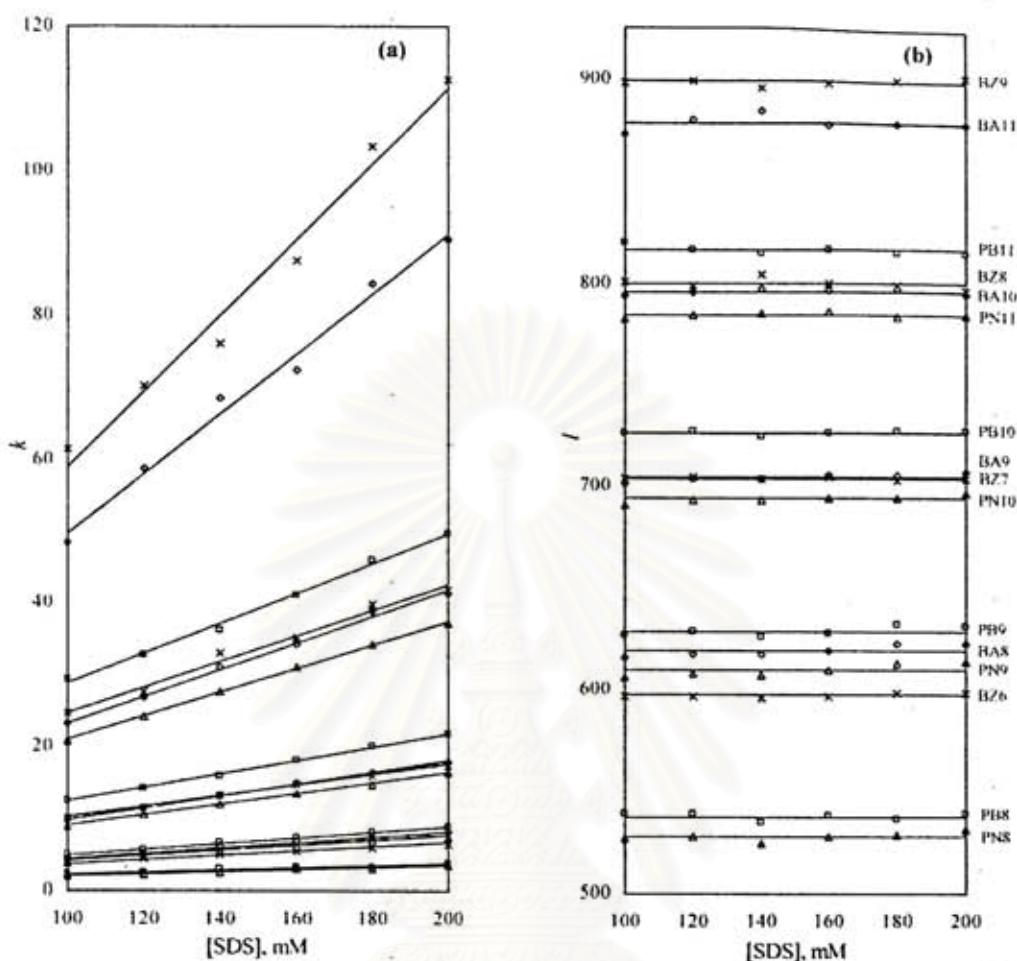 (a)
120
100
80
60
40
20
0
k
100 120 140 160 180 200
[SDS], mM
(b)
900
800
700
600
500
I
100 120 140 160 180 200
[SDS], mM
BZ9
BA11
PB11
BZ8
BA10
PN11
PB10
BA9
BZ7
PN10
PB9
BA8
PN9
BZ6
PB8
PN8